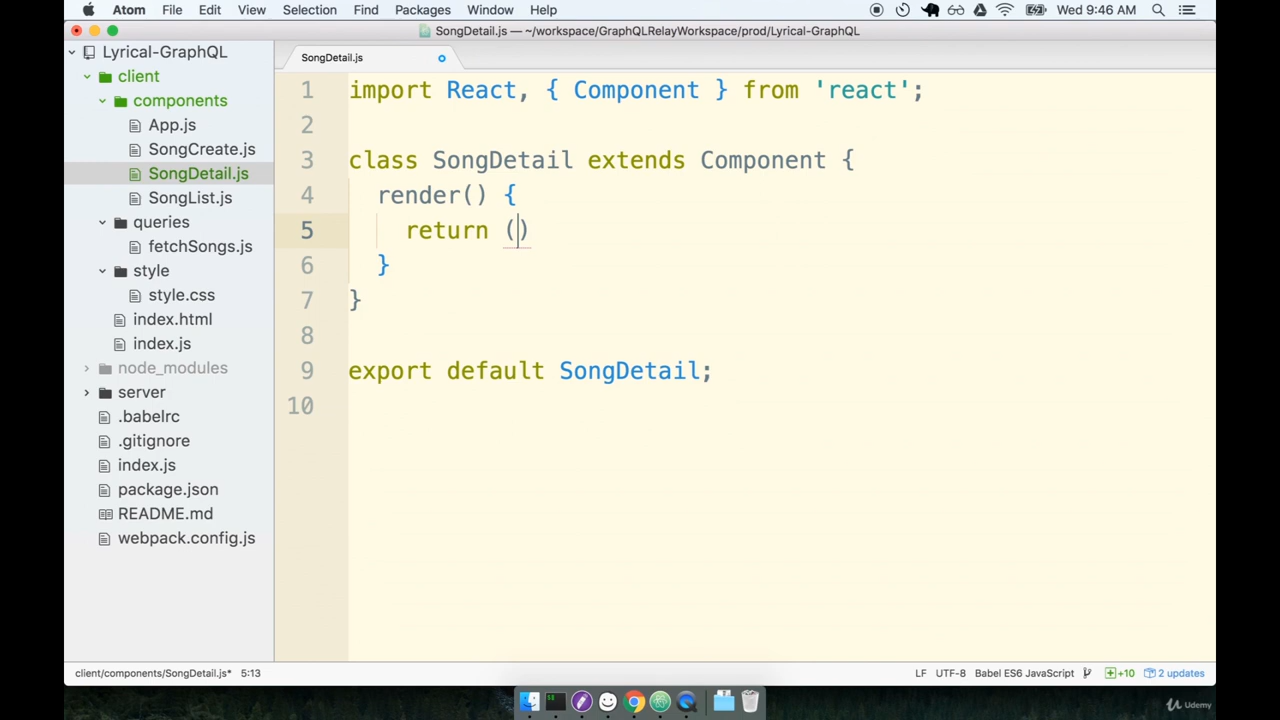 Atom File Edit View Selection Find Packages Window Help Wed 9:46 AM
SongDetail.js — ~/workspace/GraphQLRelayWorkspace/prod/Lyrical-GraphQL
Lyrical-GraphQL
client
components
App.js
SongCreate.js
SongDetail.js
SongList.js
queries
fetchSongs.js
style
style.css
index.html
index.js
node_modules
server
.babelrc
.gitignore
index.js
package.json
README.md
webpack.config.js
SongDetail.js
1 import React, { Component } from 'react';
2
3 class SongDetail extends Component {
4 render() {
5 return ()
6 }
7 }
8
9 export default SongDetail;
10
client/components/SongDetail.js* 5:13 LF UTF-8 Babel ES6 JavaScript +10 2 updates
Udemy